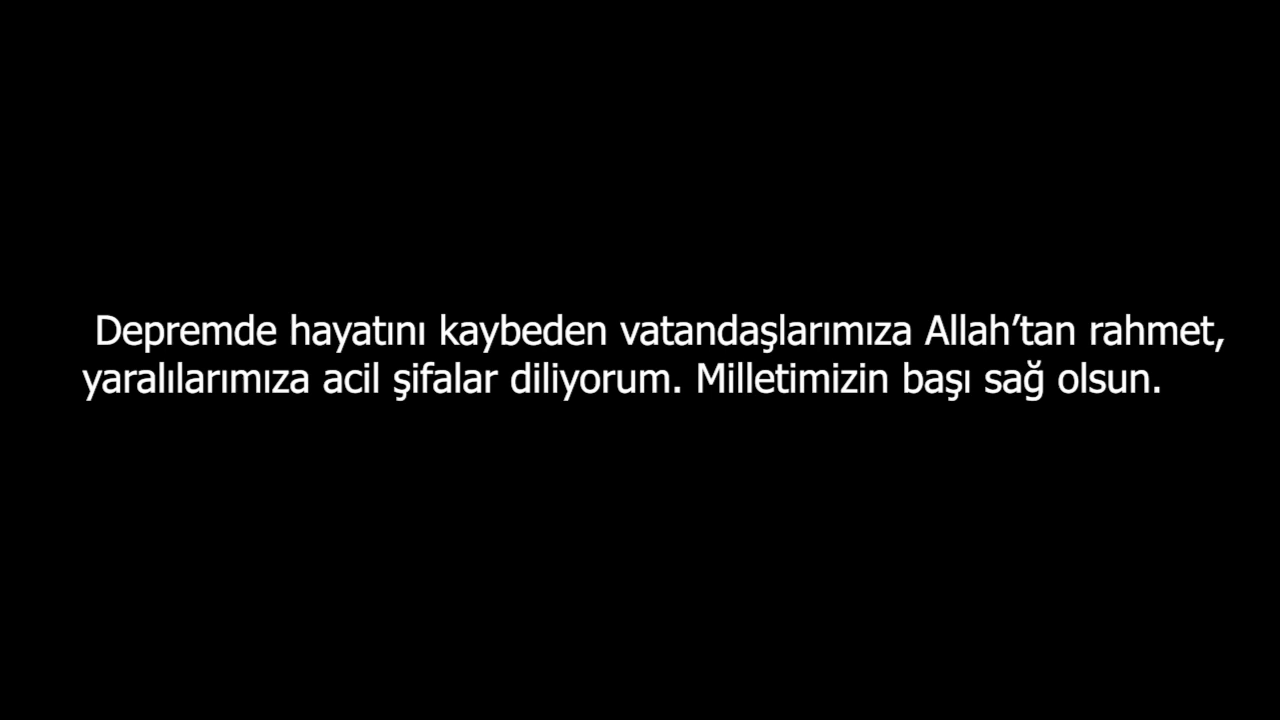 Depremde hayatını kaybeden vatandaşlarımıza Allah’tan rahmet,
yaralılarımıza acil şifalar diliyorum. Milletimizin başı sağ olsun.